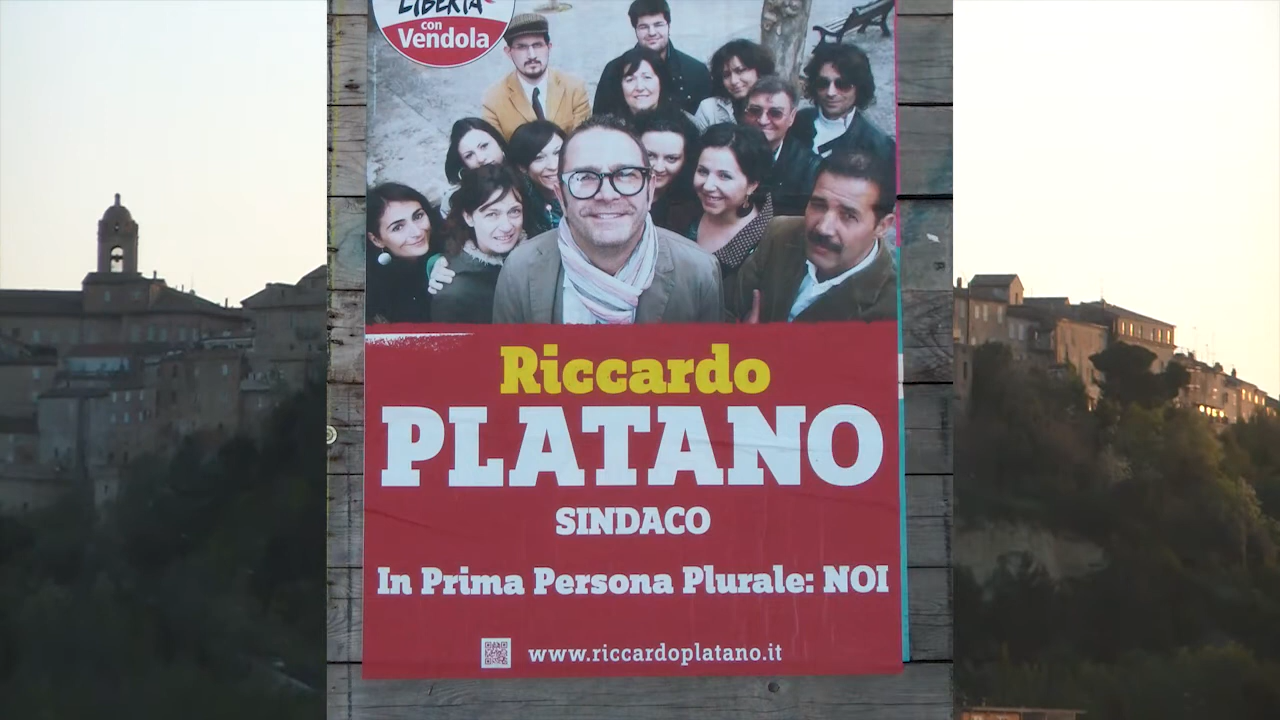 LIBERTÀ
con
Vendola
Riccardo
PLATANO
SINDACO
In Prima Persona Plurale: NOI
www.riccardoplatano.it